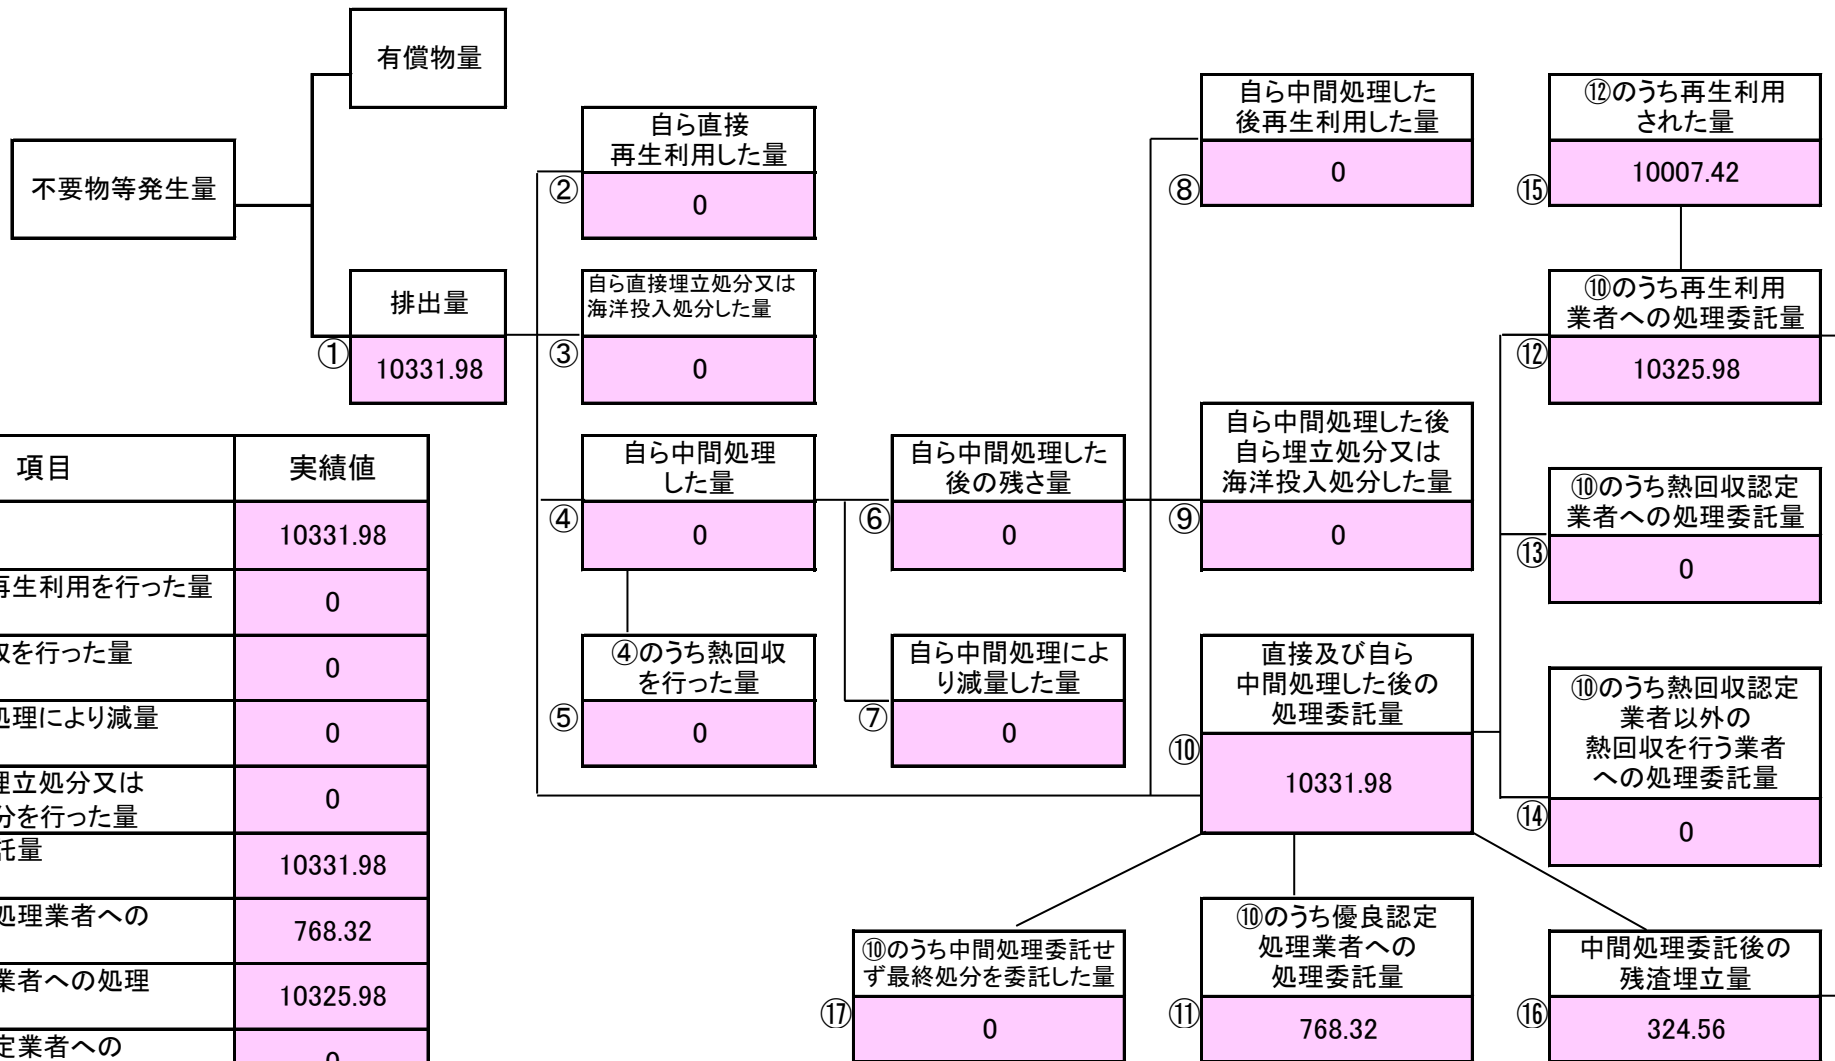 有償物量
不要物等発生量
排出量
①
10331.98
自ら直接
再生利用した量
②
0
自ら直接埋立処分又は
海洋投入処分した量
③
0
自ら中間処理
した量
④
0
④のうち熱回収
を行った量
⑤
0
自ら中間処理した
後の残さ量
⑥
0
自ら中間処理によ
り減量した量
⑦
0
自ら中間処理した
後再生利用した量
⑧
0
自ら中間処理した後
自ら埋立処分又は
海洋投入処分した量
⑨
0
直接及び自ら
中間処理した後の
処理委託量
⑩
10331.98
⑫のうち再生利用
された量
⑮
10007.42
⑩のうち再生利用
業者への処理委託量
⑫
10325.98
⑩のうち熱回収認定
業者への処理委託量
⑬
0
⑩のうち熱回収認定
業者以外の
熱回収を行う業者
への処理委託量
⑭
0
⑩のうち中間処理委託せ
ず最終処分を委託した量
⑰
0
⑩のうち優良認定
処理業者への
処理委託量
⑪
768.32
中間処理委託後の
残渣埋立量
⑯
324.56
項目 実績値
10331.98
再生利用を行った量 0
を行った量 0
処理により減量 0
埋立処分又は
分を行った量 0
託量 10331.98
処理業者への 768.32
業者への処理 10325.98
定業者への 0